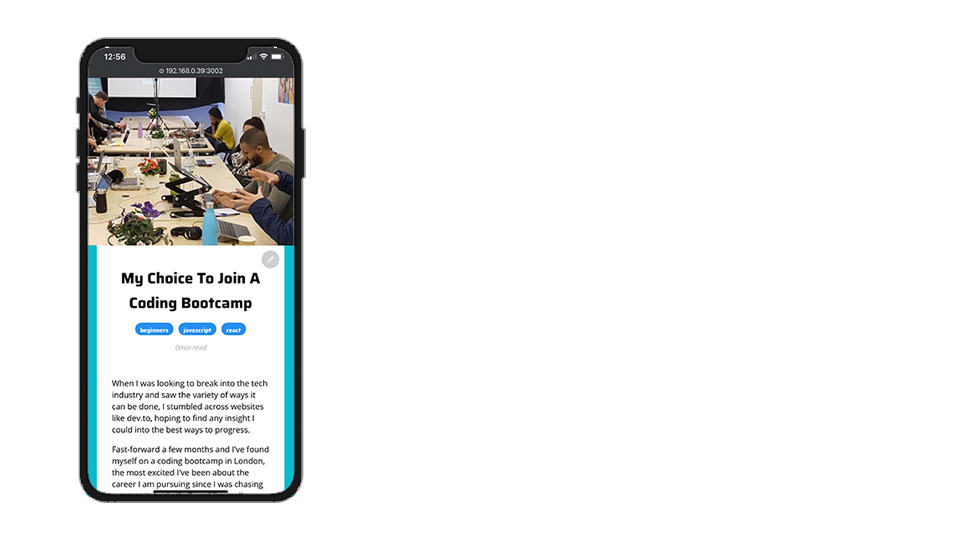 12:56
192.168.0.39:3002
My Choice To Join A
Coding Bootcamp
beginners javascript react
0min read
When I was looking to break into the tech
industry and saw the variety of ways it
can be done, I stumbled across websites
like dev.to, hoping to find any insight I
could into the best ways to progress.
Fast-forward a few months and I've found
myself on a coding bootcamp in London,
the most excited I've been about the
career I am pursuing since I was chasing